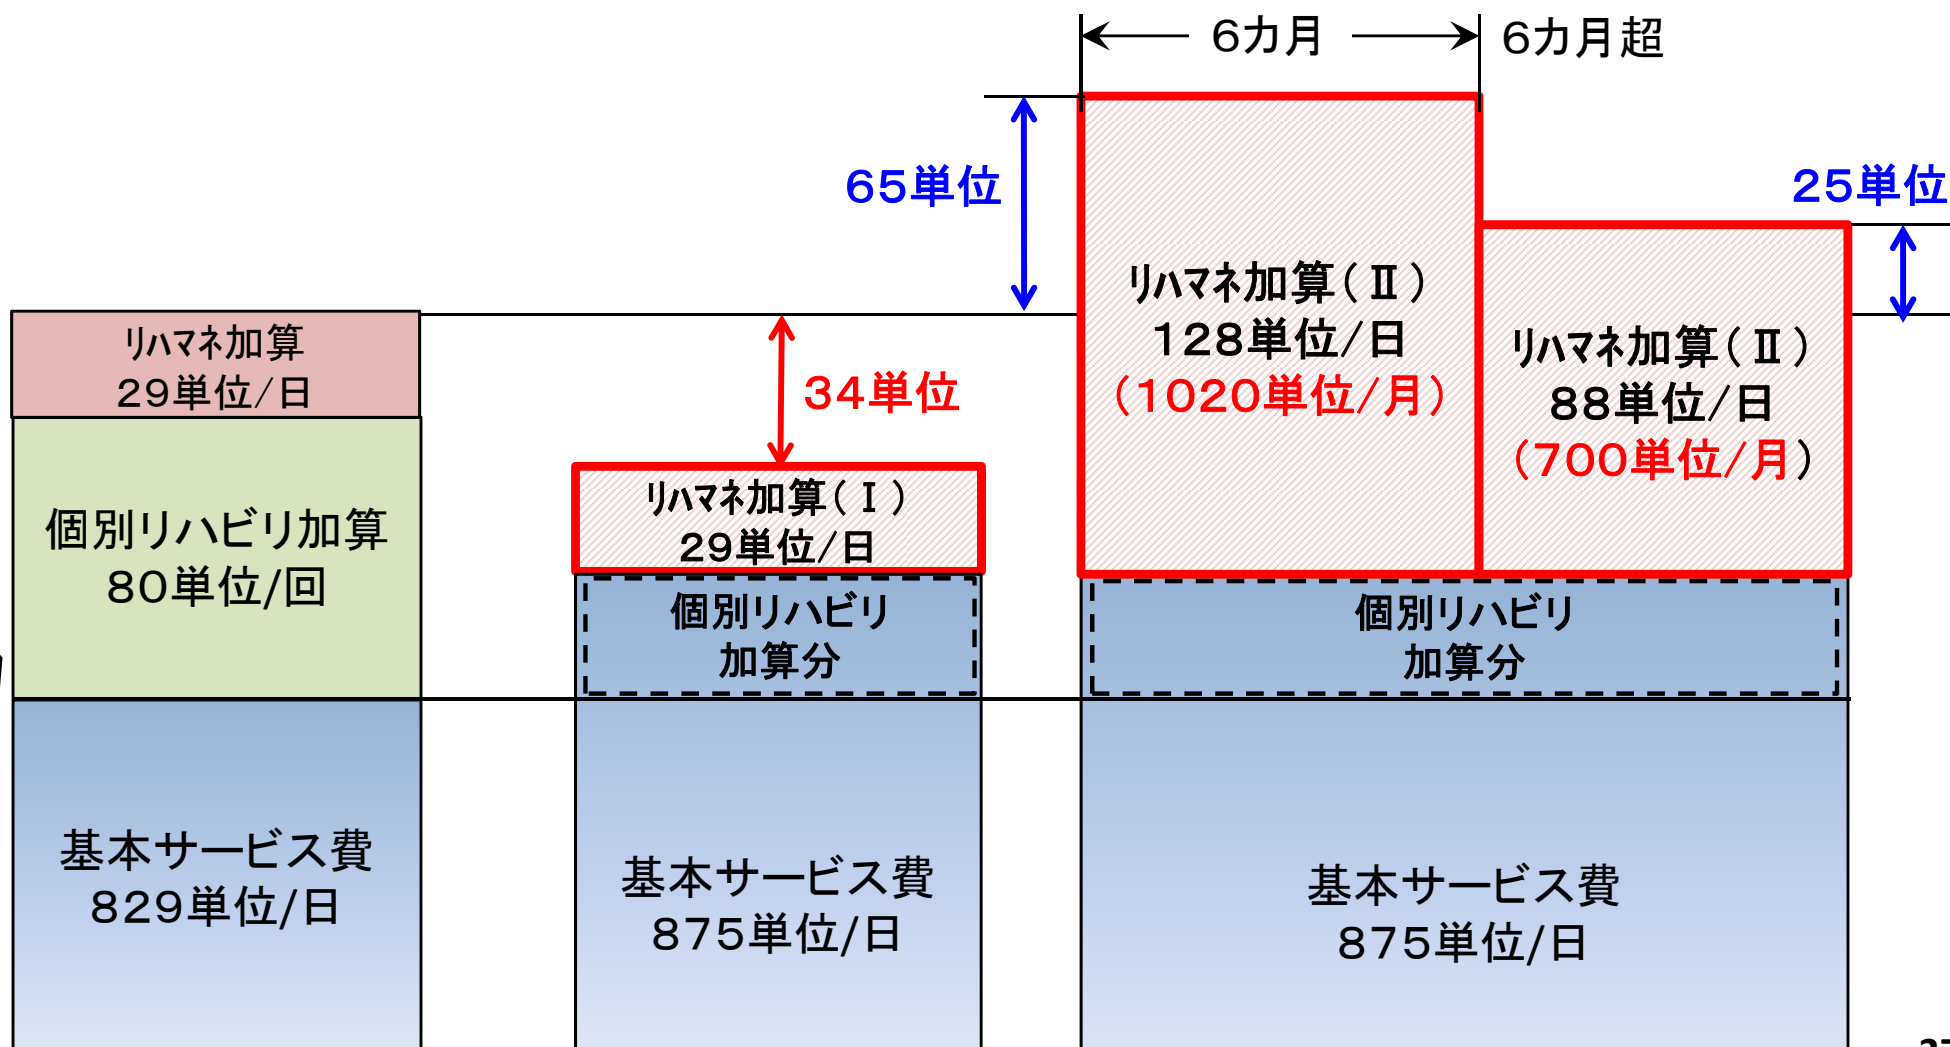 6カ月
6カ月超
65単位
25単位
リハマネ加算
29単位/日
個別リハビリ加算
80単位/回
基本サービス費
829単位/日
34単位
リハマネ加算(Ⅰ)
29単位/日
個別リハビリ
加算分
基本サービス費
875単位/日
リハマネ加算(Ⅱ)
128単位/日
(1020単位/月)
リハマネ加算(Ⅱ)
88単位/日
(700単位/月)
個別リハビリ
加算分
基本サービス費
875単位/日